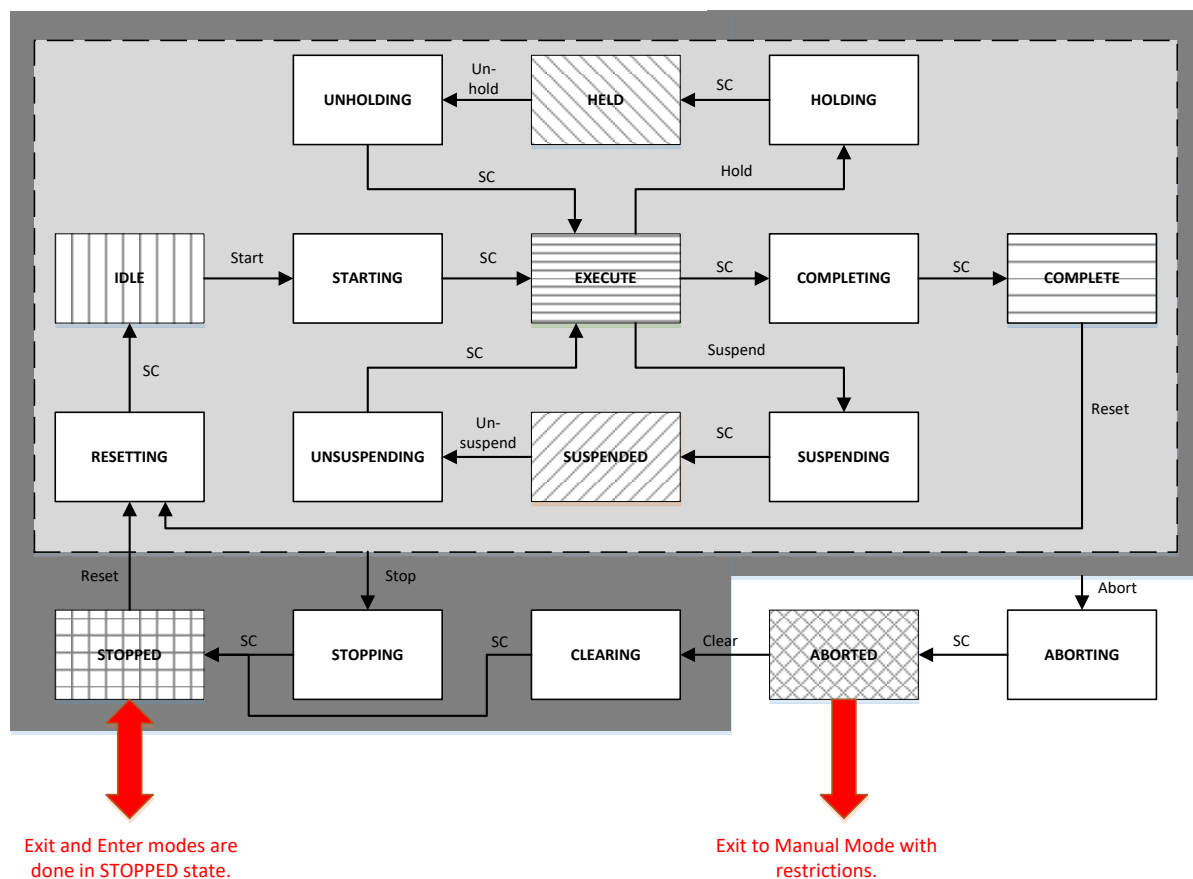 Un-
hold
SC
UNHOLDING
HELD
HOLDING
SC
Hold
IDLE
Start
STARTING
SC
EXECUTE
SC
COMPLETING
SC
COMPLETE
SC
Suspend
SC
Reset
RESETTING
UNSUSPENDING
Un-
suspend
SUSPENDED
SC
SUSPENDING
Reset
Stop
Abort
STOPPED
SC
STOPPING
SC
CLEARING
Clear
ABORTED
SC
ABORTING
Exit and Enter modes are
done in STOPPED state.
Exit to Manual Mode with
restrictions.